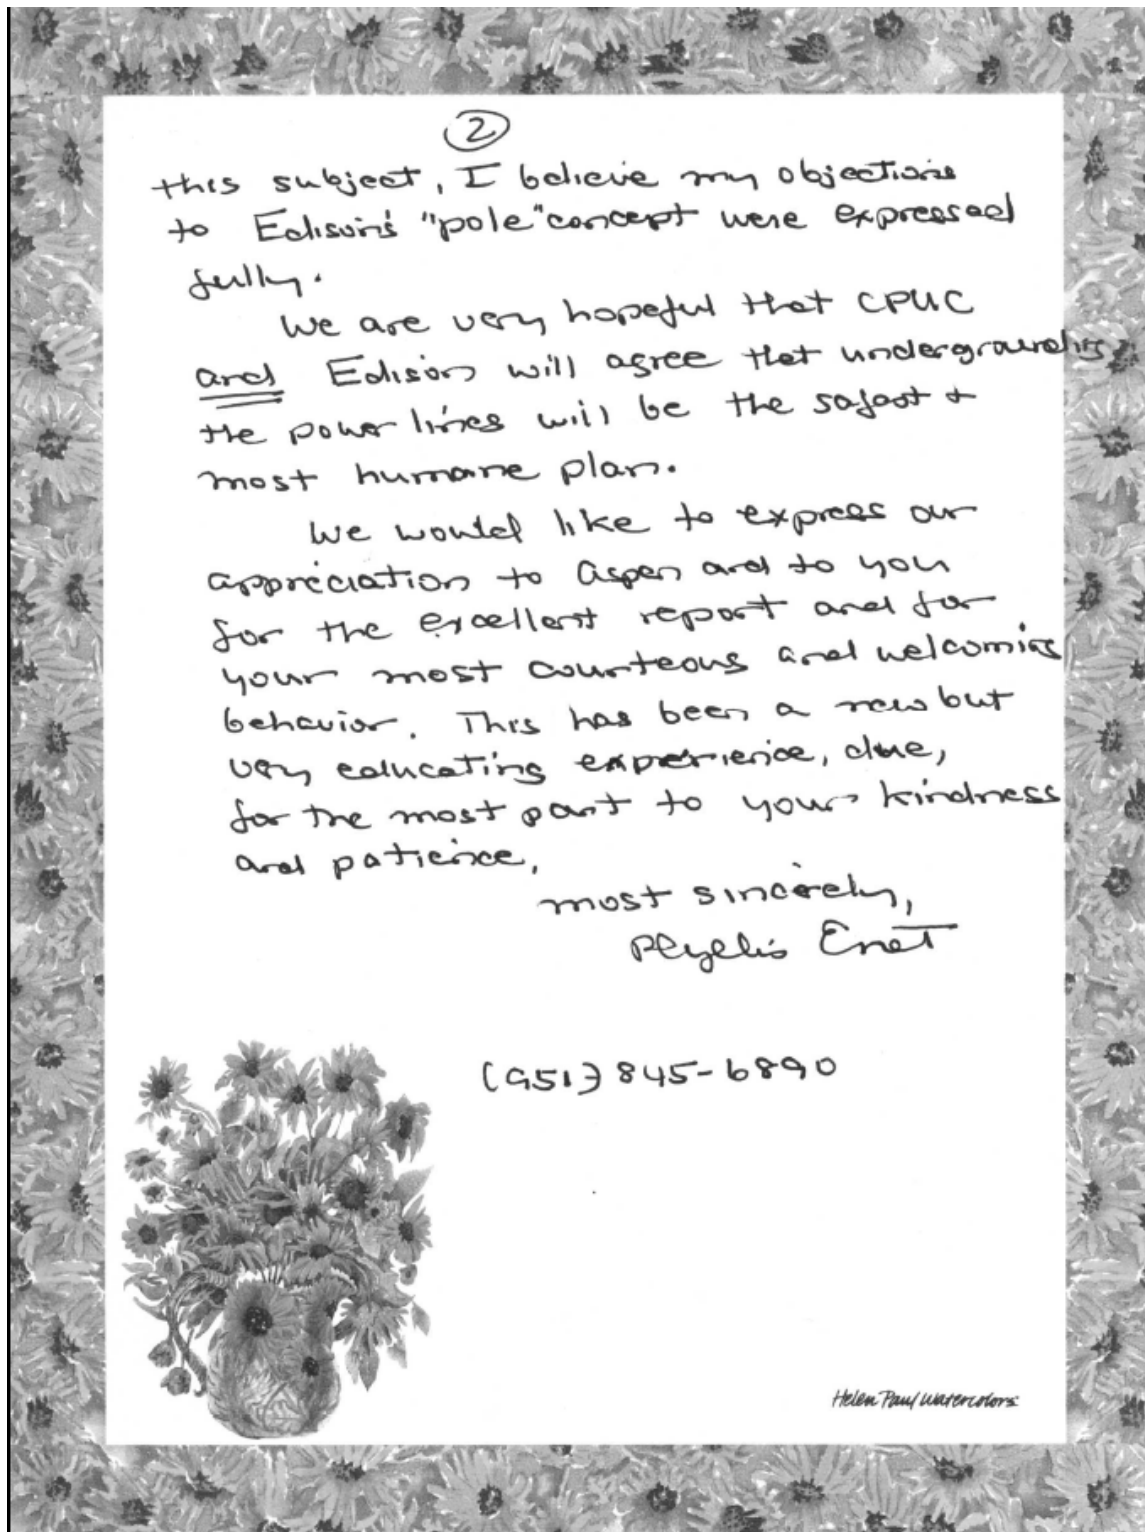 2
this subject, I believe my objections
to Edison's "pole" concept were expressed
fully.
We are very hopeful that CPUC
and Edison will agree that undergrounding
the power lines will be the safest +
most humane plan.
We would like to express our
appreciation to Aspen and to you
for the excellent report and for
your most courteous and welcoming
behavior. This has been a new but
very educating experience, due,
for the most part to your kindness
and patience.
most sincerely,
Phyllis
(951) 845-6890
Helen Paul Watercolors